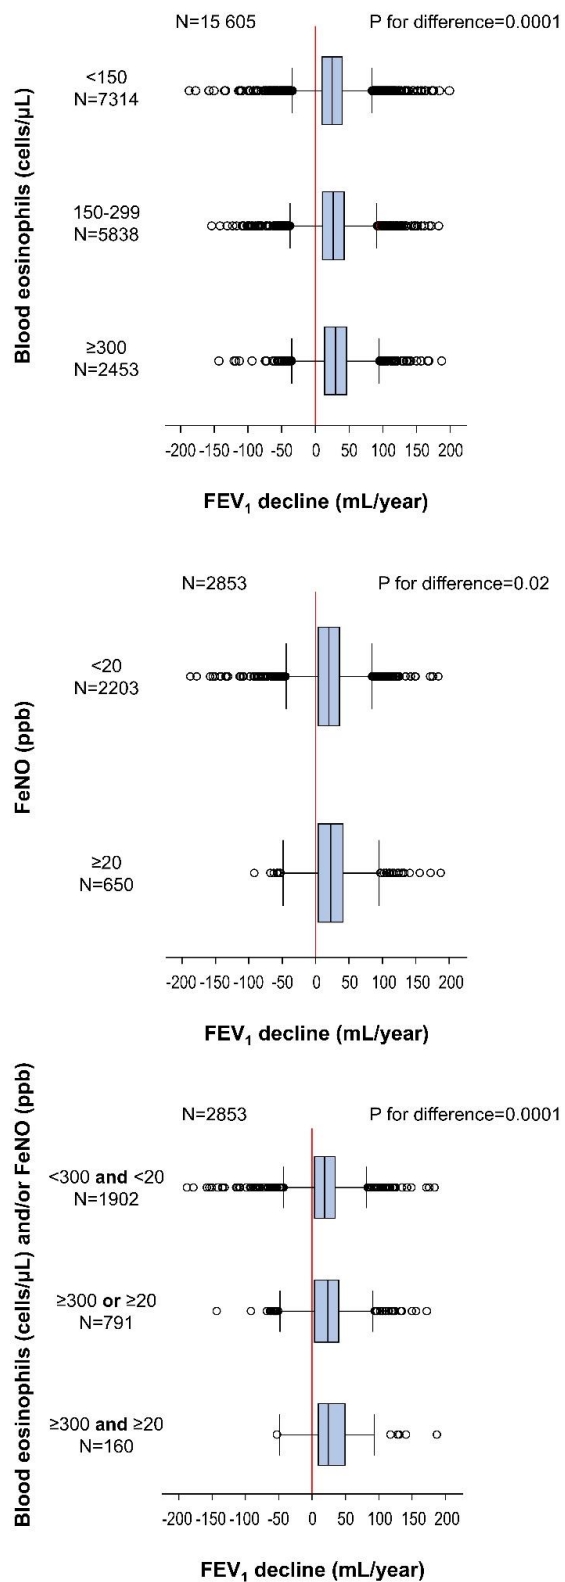 N=15 605 P for difference=0.0001
Blood eosinophils (cells/µL)
<150
N=7314
150-299
N=5838
≥300
N=2453
-200 -150 -100 -50 0 50 100 150 200
FEV₁ decline (mL/year)
N=2853 P for difference=0.02
FeNO (ppb)
<20
N=2203
≥20
N=650
-200 -150 -100 -50 0 50 100 150 200
FEV₁ decline (mL/year)
N=2853 P for difference=0.0001
Blood eosinophils (cells/µL) and/or FeNO (ppb)
<300 and <20
N=1902
≥300 or ≥20
N=791
≥300 and ≥20
N=160
-200 -150 -100 -50 0 50 100 150 200
FEV₁ decline (mL/year)